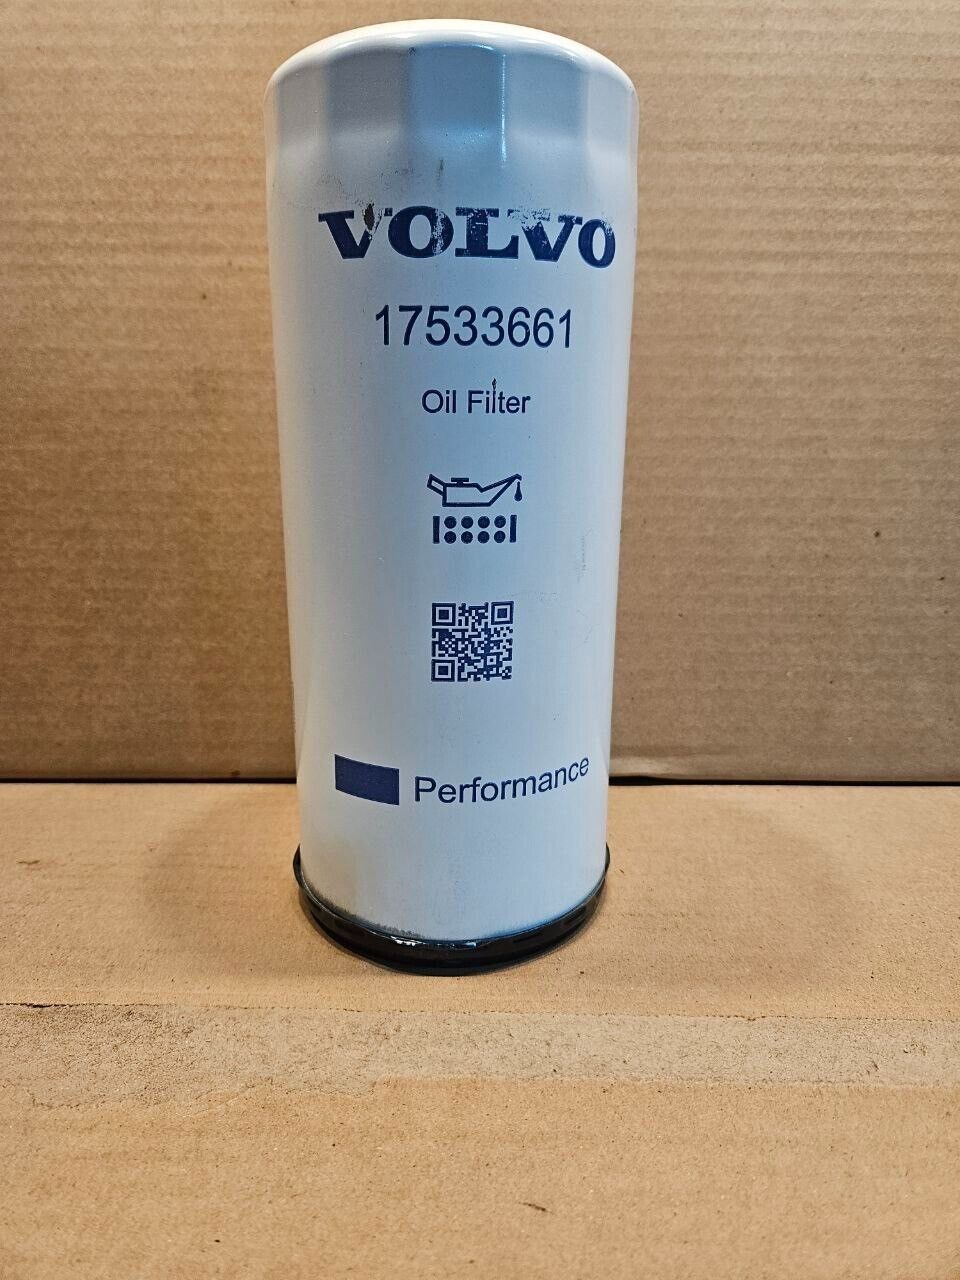 VOLVO
17533661
Oil Filter
Performance